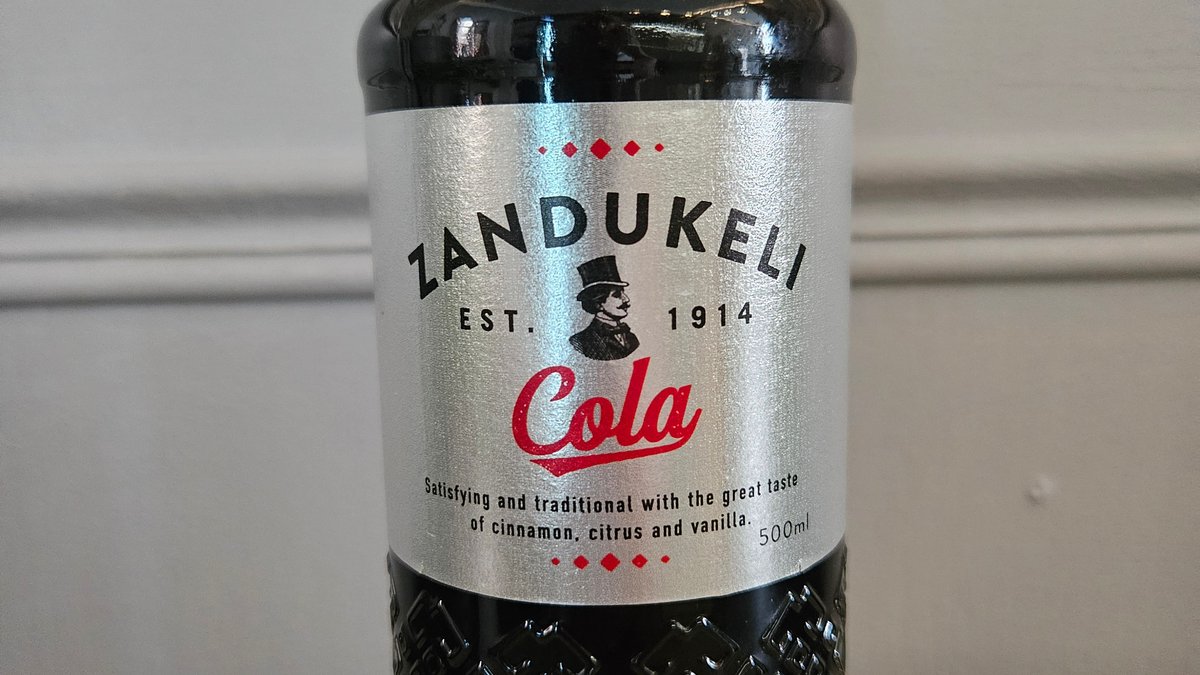 ZANDUKELI
EST. 1914
Cola
Satisfying and traditional with the great taste
of cinnamon, citrus and vanilla.
500ml